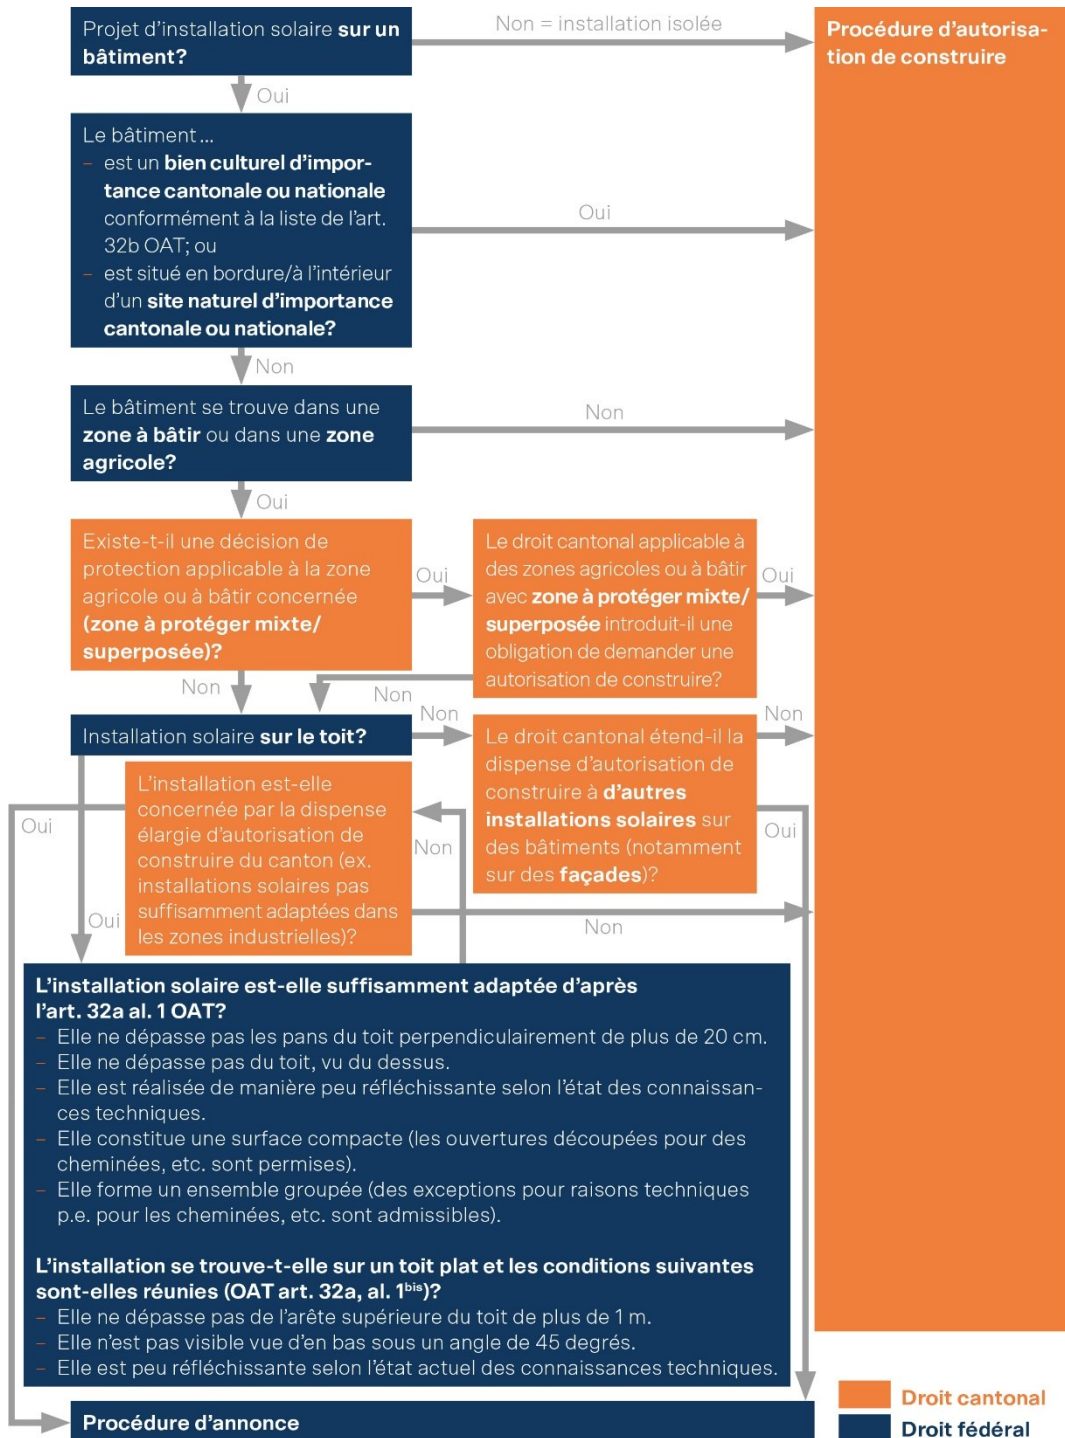 Projet d'installation solaire sur un
bâtiment?
Non = installation isolée
Procédure d'autorisa-
tion de construire
Oui
Le bâtiment ...
– est un bien culturel d'impor-
tance cantonale ou nationale
conformément à la liste de l'art.
32b OAT; ou
– est situé en bordure/à l'intérieur
d'un site naturel d'importance
cantonale ou nationale?
Oui
Non
Le bâtiment se trouve dans une
zone à bâtir ou dans une zone
agricole?
Non
Oui
Existe-t-il une décision de
protection applicable à la zone
agricole ou à bâtir concernée
(zone à protéger mixte/
superposée)?
Oui
Le droit cantonal applicable à
des zones agricoles ou à bâtir
avec zone à protéger mixte/
superposée introduit-il une
obligation de demander une
autorisation de construire?
Oui
Non
Non
Installation solaire sur le toit?
Non
Le droit cantonal étend-il la
dispense d'autorisation de
construire à d'autres
installations solaires sur
des bâtiments (notamment
sur des façades)?
Non
Oui
L'installation est-elle
concernée par la dispense
élargie d'autorisation de
construire du canton (ex.
installations solaires pas
suffisamment adaptées dans
les zones industrielles)?
Oui
Non
Oui
Non
L'installation solaire est-elle suffisamment adaptée d'après
l'art. 32a al. 1 OAT?
– Elle ne dépasse pas les pans du toit perpendiculairement de plus de 20 cm.
– Elle ne dépasse pas du toit, vu du dessus.
– Elle est réalisée de manière peu réfléchissante selon l'état des connaissan-
ces techniques.
– Elle constitue une surface compacte (les ouvertures découpées pour des
cheminées, etc. sont permises).
– Elle forme un ensemble groupée (des exceptions pour raisons techniques
p.e. pour les cheminées, etc. sont admissibles).
L'installation se trouve-t-elle sur un toit plat et les conditions suivantes
sont-elles réunies (OAT art. 32a, al. 1bis)?
– Elle ne dépasse pas de l'arête supérieure du toit de plus de 1 m.
– Elle n'est pas visible vue d'en bas sous un angle de 45 degrés.
– Elle est peu réfléchissante selon l'état actuel des connaissances techniques.
Procédure d'annonce
Droit cantonal
Droit fédéral